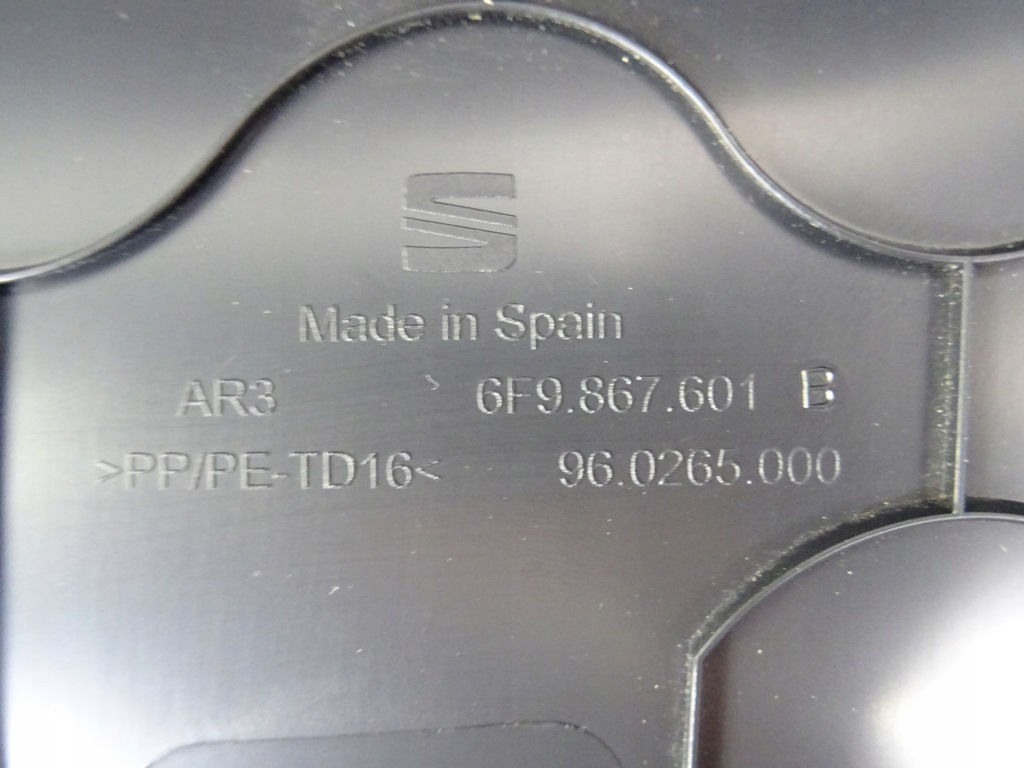 Made in Spain
AR3 6F9.867.601 B
>PP/PE-TD16< 96.0265.000